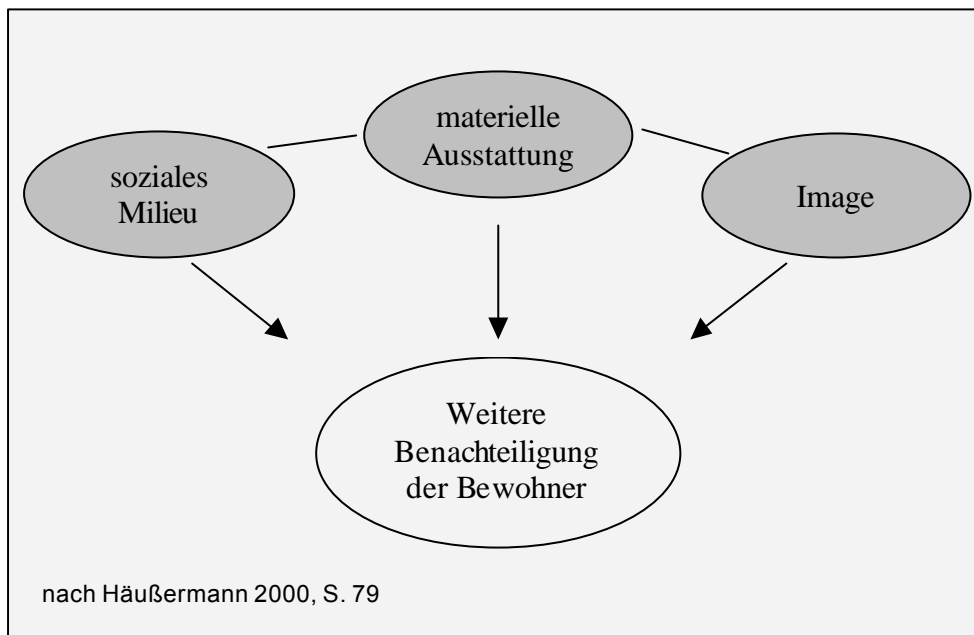 soziales
Milieu
materielle
Ausstattung
Image
Weitere
Benachteiligung
der Bewohner
nach Häußermann 2000, S. 79